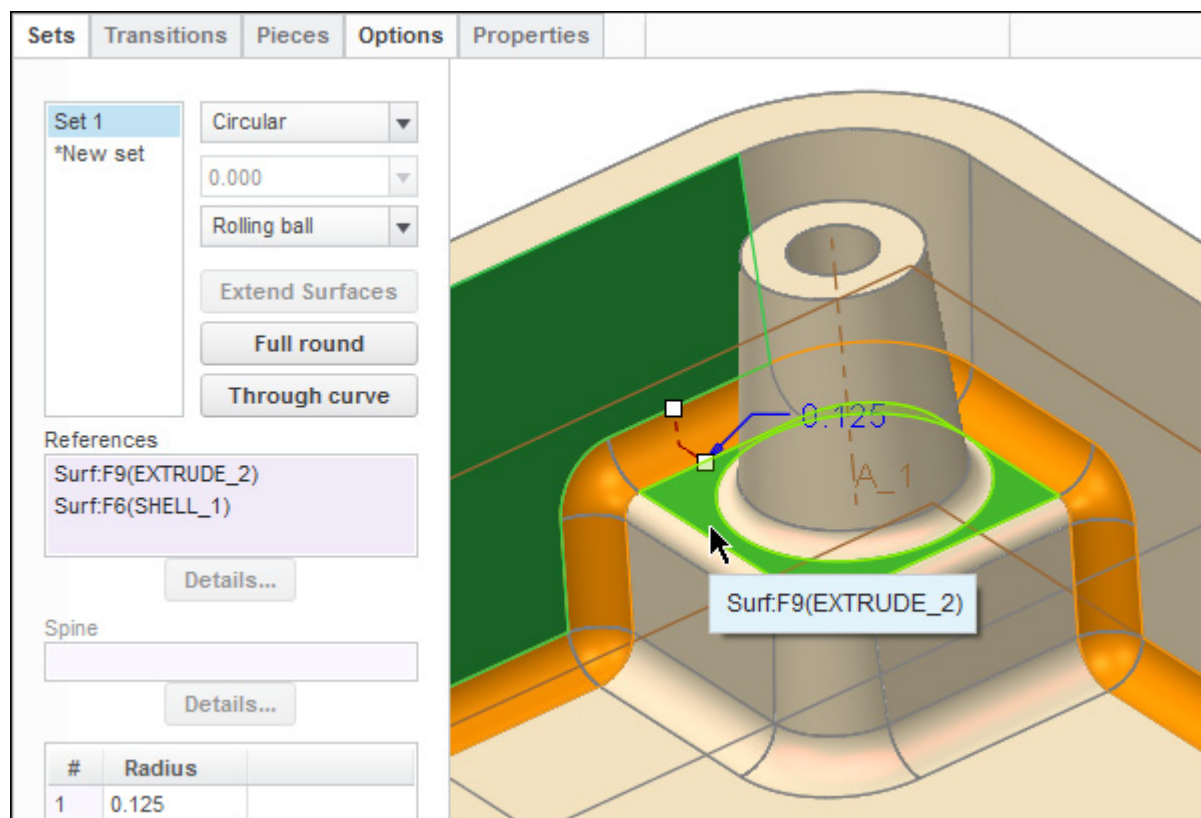 Sets Transitions Pieces Options Properties
Set 1
*New set
Circular
0.000
Rolling ball
Extend Surfaces
Full round
Through curve
References
Surf:F9(EXTRUDE_2)
Surf:F6(SHELL_1)
Details...
Spine
Details...
# Radius
1 0.125
0.125
A_1
Surf:F9(EXTRUDE_2)